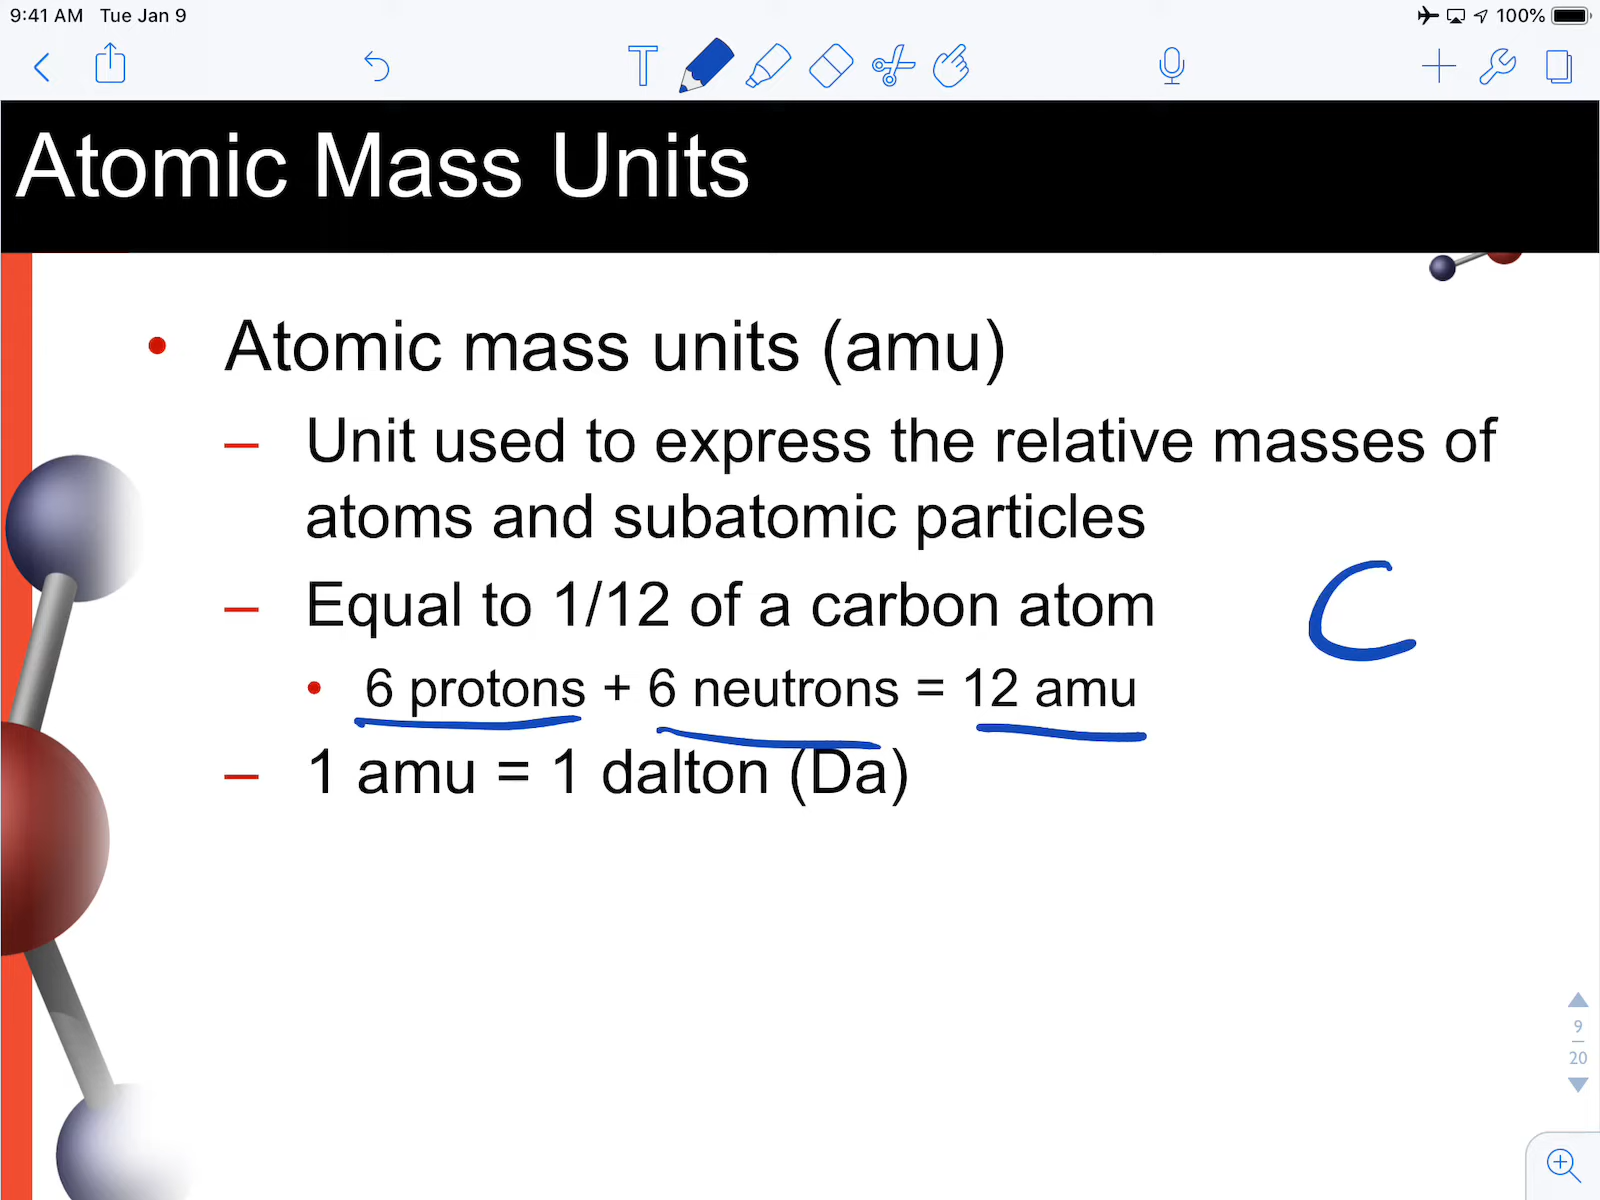 9:41 AM Tue Jan 9 100%
T
Atomic Mass Units
• Atomic mass units (amu)
– Unit used to express the relative masses of
atoms and subatomic particles
– Equal to 1/12 of a carbon atom
C
• 6 protons + 6 neutrons = 12 amu
– 1 amu = 1 dalton (Da)
9
20